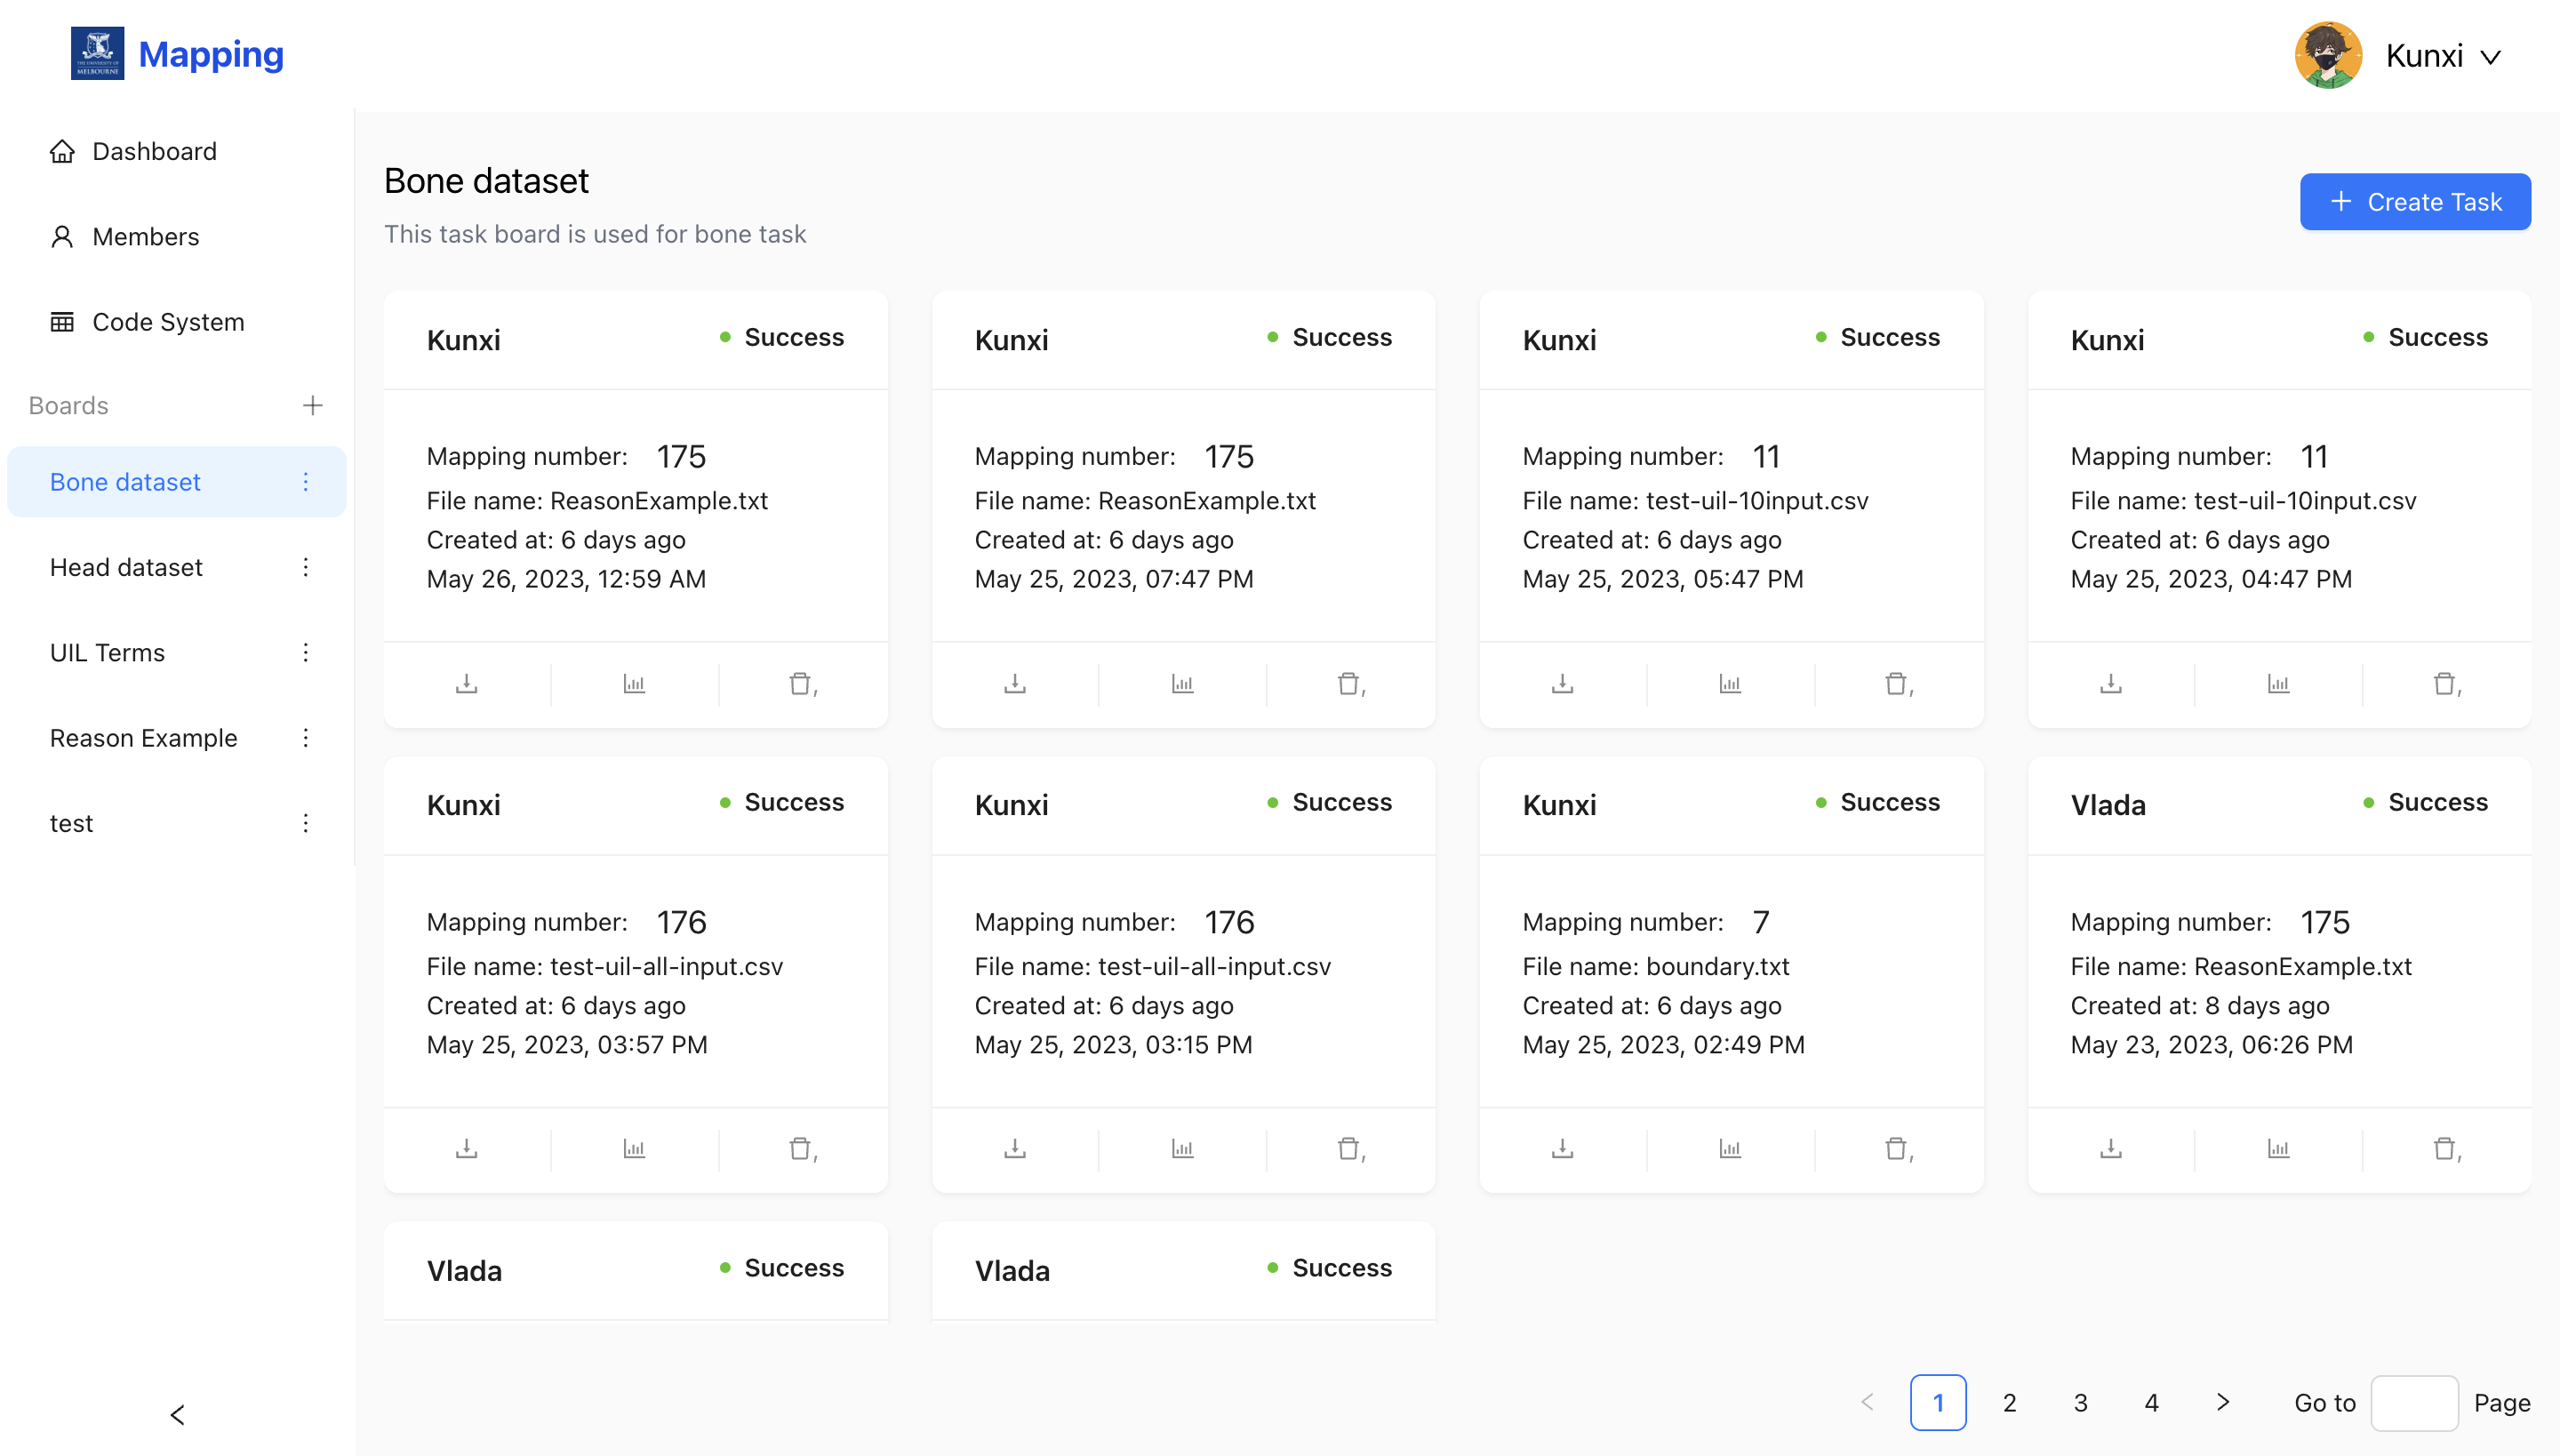 THE UNIVERSITY OF
MELBOURNE
Mapping
Kunxi
Dashboard
Members
Code System
Boards
Bone dataset
Head dataset
UIL Terms
Reason Example
test
Bone dataset
This task board is used for bone task
Create Task
Kunxi Success
Mapping number: 175
File name: ReasonExample.txt
Created at: 6 days ago
May 26, 2023, 12:59 AM
,
Kunxi Success
Mapping number: 175
File name: ReasonExample.txt
Created at: 6 days ago
May 25, 2023, 07:47 PM
,
Kunxi Success
Mapping number: 11
File name: test-uil-10input.csv
Created at: 6 days ago
May 25, 2023, 05:47 PM
,
Kunxi Success
Mapping number: 11
File name: test-uil-10input.csv
Created at: 6 days ago
May 25, 2023, 04:47 PM
,
Kunxi Success
Mapping number: 176
File name: test-uil-all-input.csv
Created at: 6 days ago
May 25, 2023, 03:57 PM
,
Kunxi Success
Mapping number: 176
File name: test-uil-all-input.csv
Created at: 6 days ago
May 25, 2023, 03:15 PM
,
Kunxi Success
Mapping number: 7
File name: boundary.txt
Created at: 6 days ago
May 25, 2023, 02:49 PM
,
Vlada Success
Mapping number: 175
File name: ReasonExample.txt
Created at: 8 days ago
May 23, 2023, 06:26 PM
,
Vlada Success
Vlada Success
1 2 3 4 Go to Page